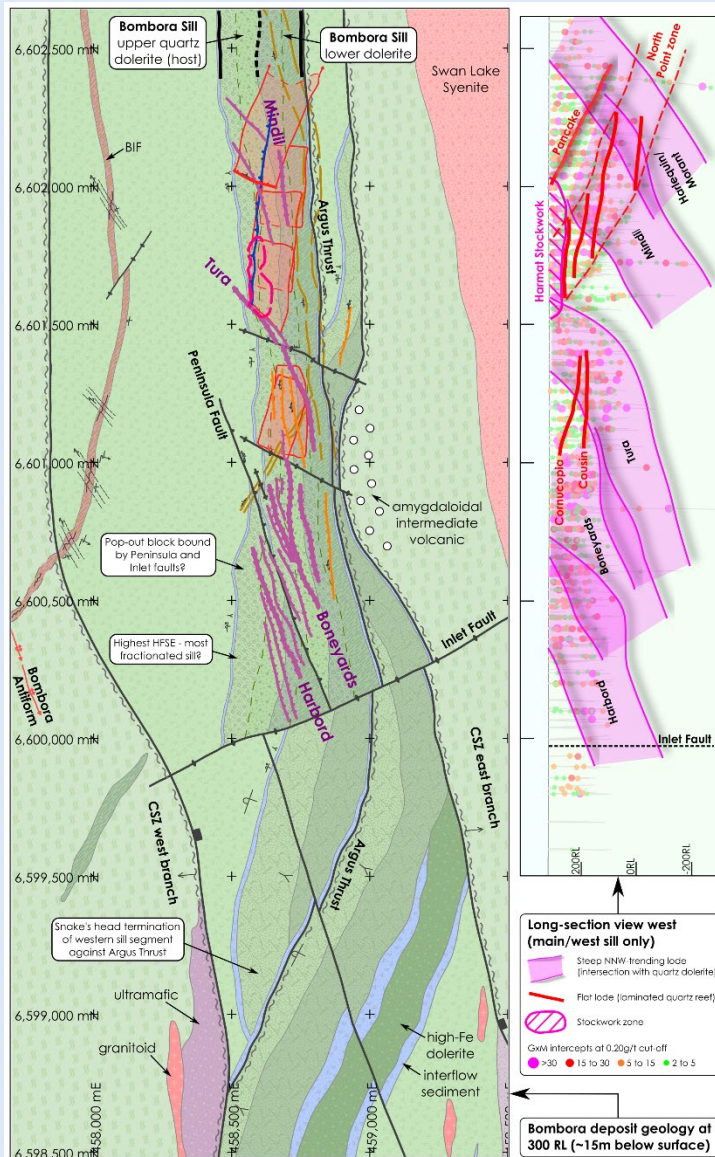 Bombora Sill
upper quartz
dolerite (host)
Bombora Sill
lower dolerite
Swan Lake
Syenite
6,602,500 mN
6,602,000 mN
6,601,500 mN
6,601,000 mN
6,600,500 mN
6,600,000 mN
6,599,500 mN
6,599,000 mN
6,598,500 mN
BIF
Mindil
Argus Thrust
Tura
Peninsula Fault
amygdaloidal
intermediate
volcanic
Pop-out block bound
by Peninsula and
Inlet faults?
Highest HFSE - most
fractionated sill?
Boneyards
Harbord
Inlet Fault
Bombora
Antiform
CSZ west branch
CSZ east branch
Argus Thrust
Snake's head termination
of western sill segment
against Argus Thrust
ultramafic
granitoid
high-Fe
dolerite
interflow
sediment
458,000 mE
458,500 mE
459,000 mE
North
Point zone
Pancake
Harlequin/
Morant
Mindil
Harmat Stockwork
Tura
Cornucopia
Cousin
Boneyards
Harbord
Inlet Fault
200RL
0RL
-200RL
Long-section view west
(main/west sill only)
Steep NNW-trending lode
(intersection with quartz dolerite)
Flat lode (laminated quartz reef)
Stockwork zone
GxM intercepts at 0.20g/t cut-off
>30
15 to 30
5 to 15
2 to 5
Bombora deposit geology at
300 RL (~15m below surface)